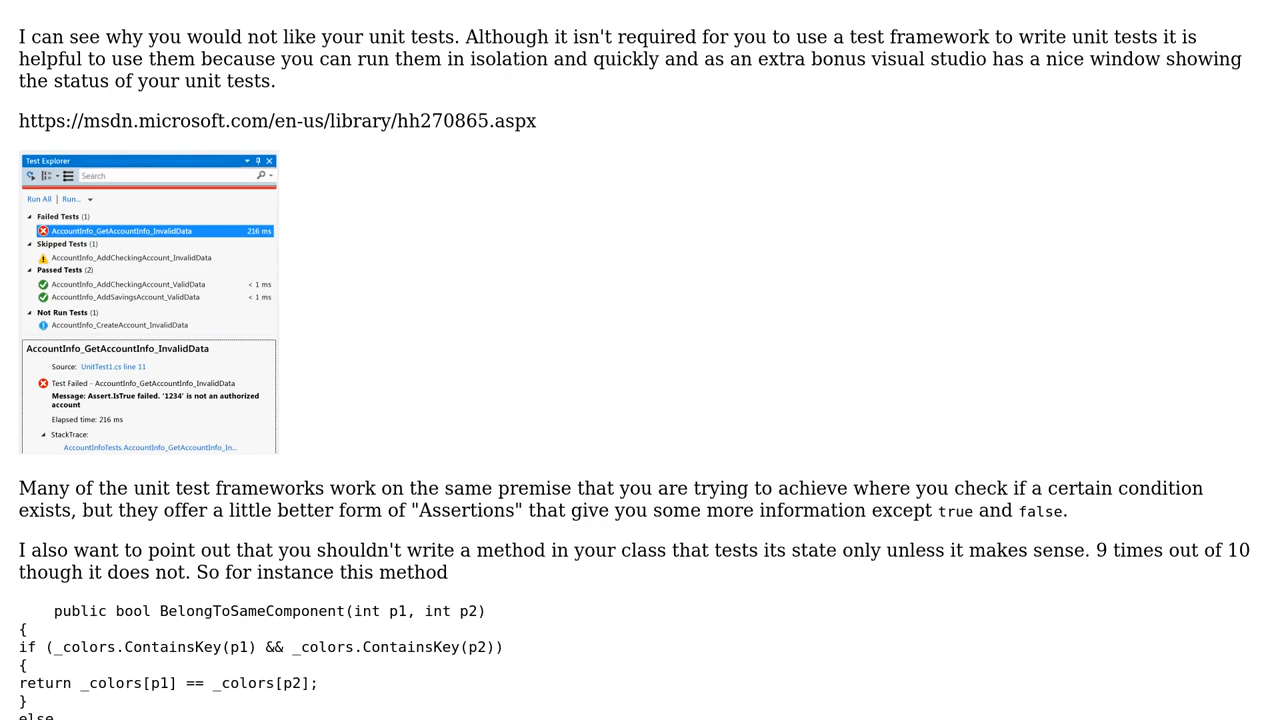 I can see why you would not like your unit tests. Although it isn't required for you to use a test framework to write unit tests it is
helpful to use them because you can run them in isolation and quickly and as an extra bonus visual studio has a nice window showing
the status of your unit tests.
https://msdn.microsoft.com/en-us/library/hh270865.aspx
Test Explorer
Search
Run All | Run...
Failed Tests (1)
AccountInfo_GetAccountInfo_InvalidData 216 ms
Skipped Tests (1)
AccountInfo_AddCheckingAccount_InvalidData
Passed Tests (2)
AccountInfo_AddCheckingAccount_ValidData < 1 ms
AccountInfo_AddSavingsAccount_ValidData < 1 ms
Not Run Tests (1)
AccountInfo_CreateAccount_InvalidData
AccountInfo_GetAccountInfo_InvalidData
Source: UnitTest1.cs line 11
Test Failed - AccountInfo_GetAccountInfo_InvalidData
Message: Assert.IsTrue failed. '1234' is not an authorized
account
Elapsed time: 216 ms
StackTrace:
AccountInfoTests.AccountInfo_GetAccountInfo_In...
Many of the unit test frameworks work on the same premise that you are trying to achieve where you check if a certain condition
exists, but they offer a little better form of "Assertions" that give you some more information except true and false.
I also want to point out that you shouldn't write a method in your class that tests its state only unless it makes sense. 9 times out of 10
though it does not. So for instance this method
public bool BelongToSameComponent(int p1, int p2)
{
if (_colors.ContainsKey(p1) && _colors.ContainsKey(p2))
{
return _colors[p1] == _colors[p2];
}
else